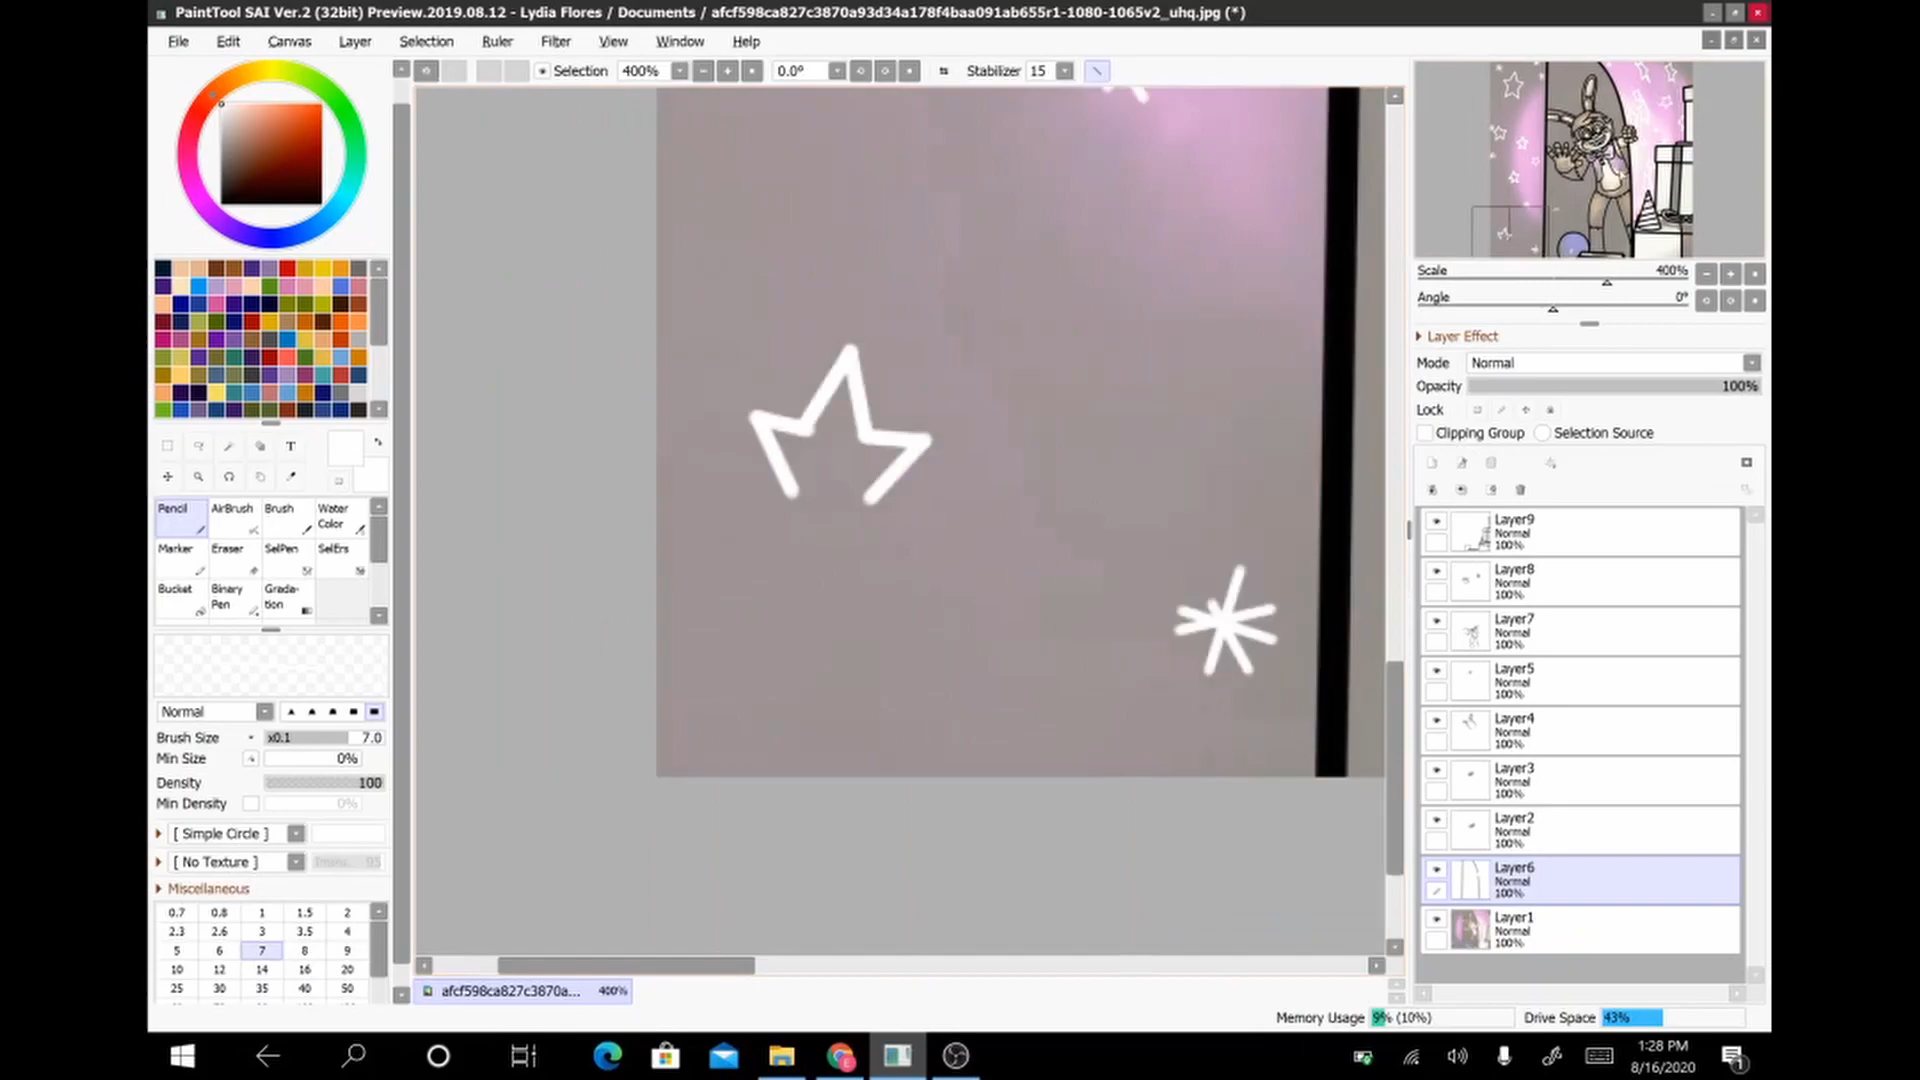 PaintTool SAI Ver.2 (32bit) Preview.2019.08.12 - Lydia Flores / Documents / afcf598ca827c3870a93d34a178f4baa091ab655r1-1080-1065v2_uhq.jpg (*)
File Edit Canvas Layer Selection Ruler Filter View Window Help
Selection 400% 0.0° Stabilizer 15
Scale 400%
Angle 0°
Layer Effect
Mode Normal
Opacity 100%
Lock
Clipping Group Selection Source
T
Pencil AirBrush Brush Water Color
Marker Eraser SelPen SelErs
Bucket Binary Pen Grada-tion
Normal
Brush Size x0.1 7.0
Min Size 0%
Density 100
Min Density 0%
[ Simple Circle ]
[ No Texture ] 95
Miscellaneous
0.7 0.8 1 1.5 2
2.3 2.6 3 3.5 4
5 6 7 8 9
10 12 14 16 20
25 30 35 40 50
Layer9
Normal
100%
Layer8
Normal
100%
Layer7
Normal
100%
Layer5
Normal
100%
Layer4
Normal
100%
Layer3
Normal
100%
Layer2
Normal
100%
Layer6
Normal
100%
Layer1
Normal
100%
afcf598ca827c3870a... 400%
Memory Usage 9% (10%) Drive Space 43%
1:28 PM
8/16/2020
1